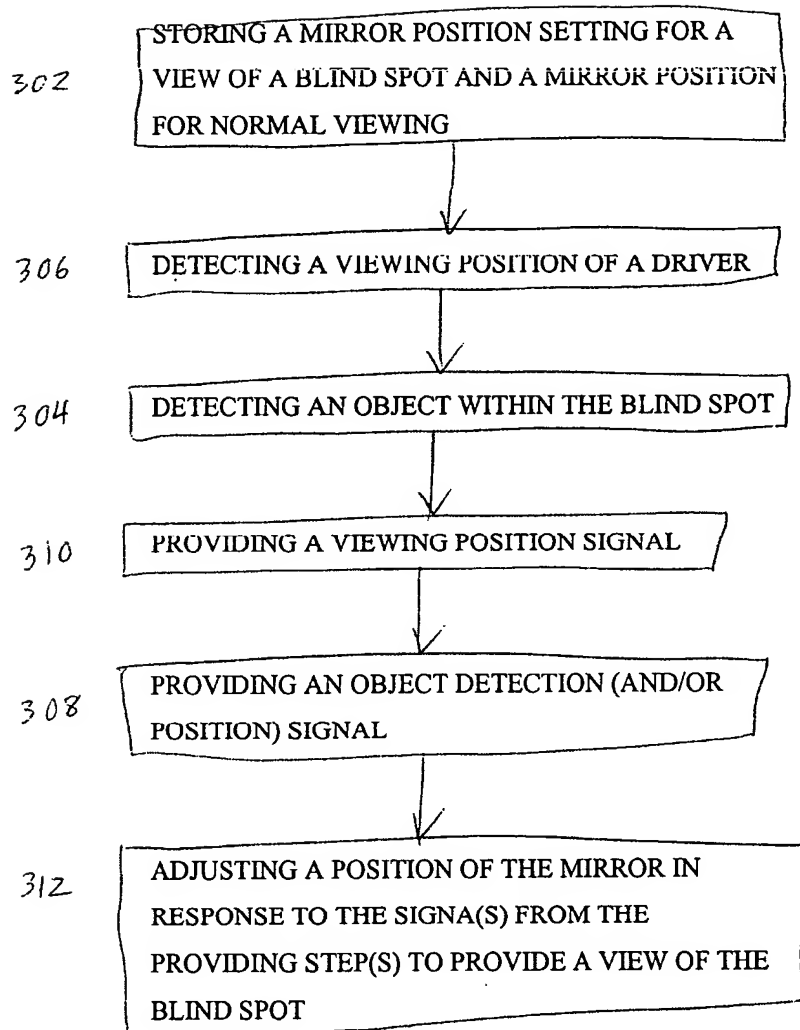 STORING A MIRROR POSITION SETTING FOR A
302 VIEW OF A BLIND SPOT AND A MIRROR POSITION
FOR NORMAL VIEWING
306 DETECTING A VIEWING POSITION OF A DRIVER
304 DETECTING AN OBJECT WITHIN THE BLIND SPOT
310 PROVIDING A VIEWING POSITION SIGNAL
308 PROVIDING AN OBJECT DETECTION (AND/OR
POSITION) SIGNAL
312 ADJUSTING A POSITION OF THE MIRROR IN
RESPONSE TO THE SIGNA(S) FROM THE
PROVIDING STEP(S) TO PROVIDE A VIEW OF THE
BLIND SPOT